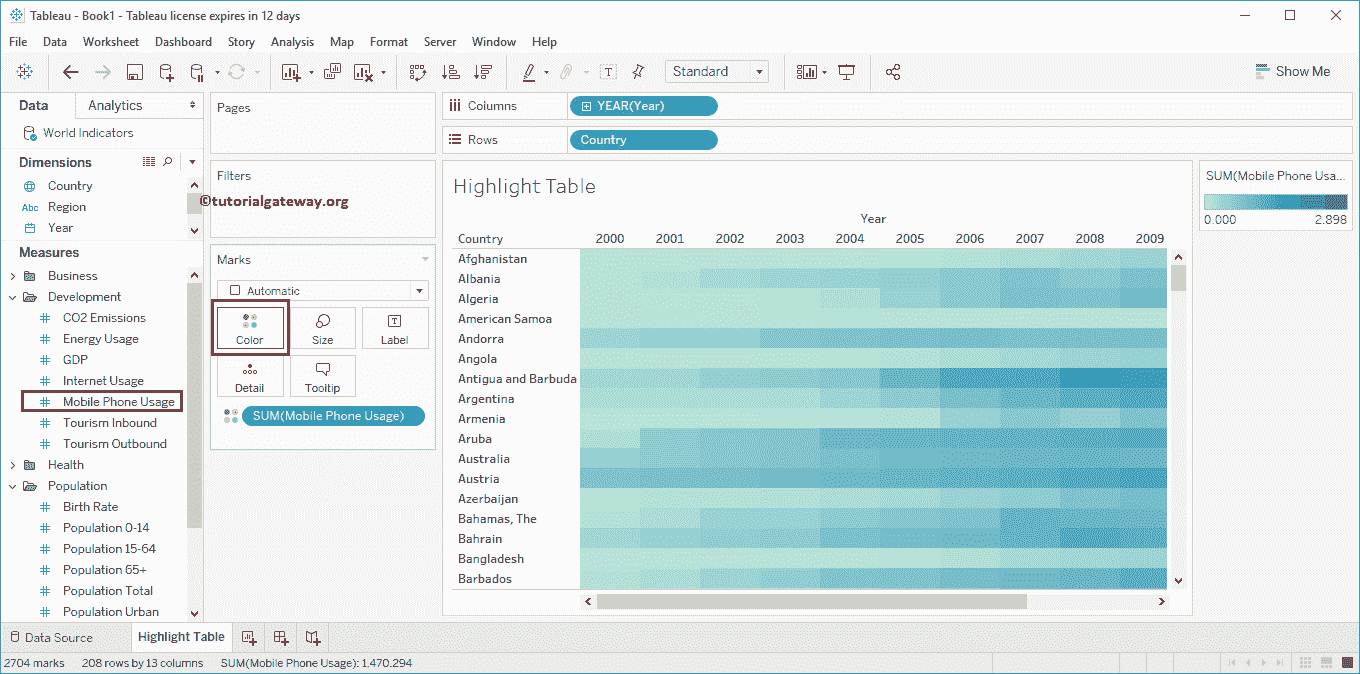 Tableau - Book1 - Tableau license expires in 12 days
File Data Worksheet Dashboard Story Analysis Map Format Server Window Help
Standard
Show Me
Data Analytics
World Indicators
Dimensions
Country
Abc Region
Year
Measures
Business
Development
CO2 Emissions
Energy Usage
GDP
Internet Usage
Mobile Phone Usage
Tourism Inbound
Tourism Outbound
Health
Population
Birth Rate
Population 0-14
Population 15-64
Population 65+
Population Total
Population Urban
Pages
Filters
©tutorialgateway.org
Marks
Automatic
Color Size Label
Detail Tooltip
SUM(Mobile Phone Usage)
Columns YEAR(Year)
Rows Country
Highlight Table
Year
Country 2000 2001 2002 2003 2004 2005 2006 2007 2008 2009
Afghanistan
Albania
Algeria
American Samoa
Andorra
Angola
Antigua and Barbuda
Argentina
Armenia
Aruba
Australia
Austria
Azerbaijan
Bahamas, The
Bahrain
Bangladesh
Barbados
SUM(Mobile Phone Usa...
0.000 2.898
Data Source Highlight Table
2704 marks 208 rows by 13 columns SUM(Mobile Phone Usage): 1,470.294